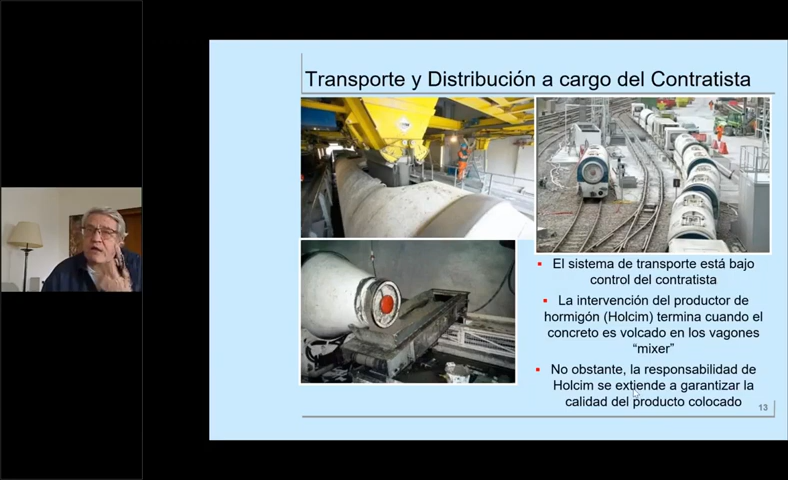 Transporte y Distribución a cargo del Contratista
El sistema de transporte está bajo
control del contratista
La intervención del productor de
hormigón (Holcim) termina cuando el
concreto es volcado en los vagones
“mixer”
No obstante, la responsabilidad de
Holcim se extiende a garantizar la
calidad del producto colocado
13